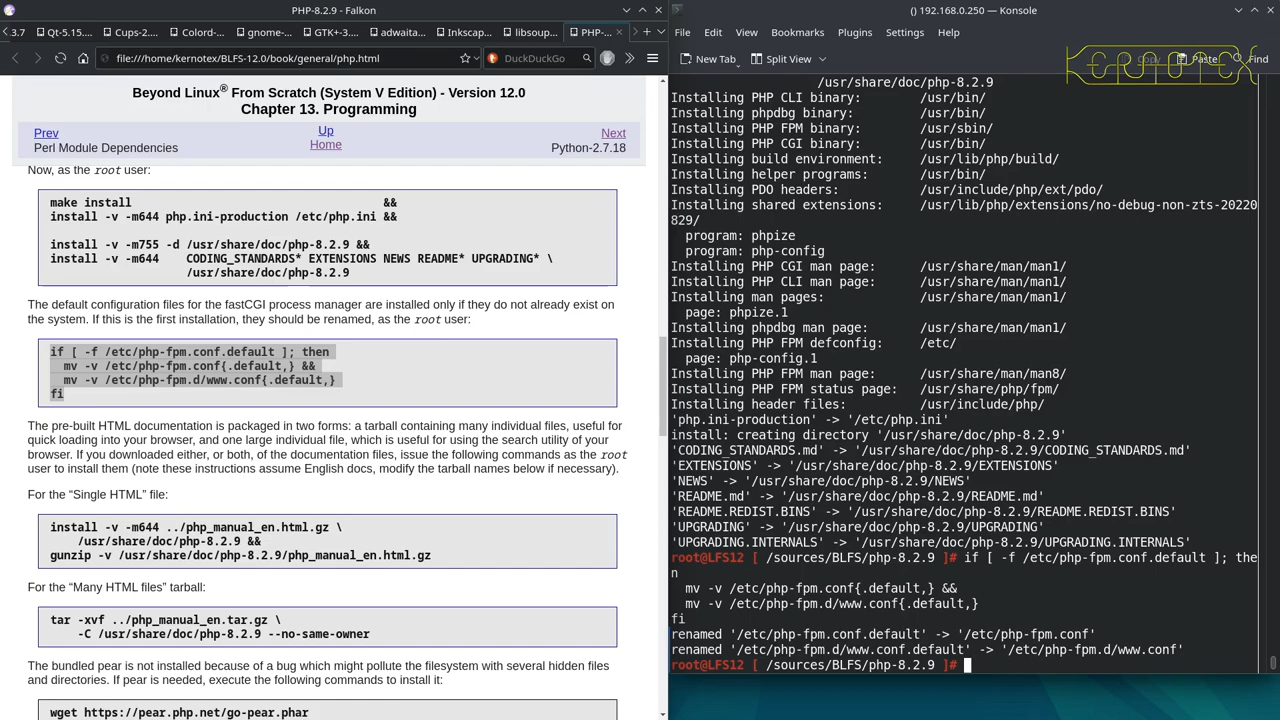 PHP-8.2.9 - Falkon
3.7
Qt-5.15....
Cups-2....
Colord-...
gnome-...
GTK+-3....
adwaita...
Inkscap...
libsoup...
PHP-...
file:///home/kernotex/BLFS-12.0/book/general/php.html
DuckDuckGo
Beyond Linux® From Scratch (System V Edition) - Version 12.0
Chapter 13. Programming
Prev
Up
Next
Perl Module Dependencies
Home
Python-2.7.18
Now, as the root user:
make install &&
install -v -m644 php.ini-production /etc/php.ini &&
install -v -m755 -d /usr/share/doc/php-8.2.9 &&
install -v -m644 CODING_STANDARDS* EXTENSIONS NEWS README* UPGRADING* \
/usr/share/doc/php-8.2.9
The default configuration files for the fastCGI process manager are installed only if they do not already exist on
the system. If this is the first installation, they should be renamed, as the root user:
if [ -f /etc/php-fpm.conf.default ]; then
mv -v /etc/php-fpm.conf{.default,} &&
mv -v /etc/php-fpm.d/www.conf{.default,}
fi
The pre-built HTML documentation is packaged in two forms: a tarball containing many individual files, useful for
quick loading into your browser, and one large individual file, which is useful for using the search utility of your
browser. If you downloaded either, or both, of the documentation files, issue the following commands as the root
user to install them (note these instructions assume English docs, modify the tarball names below if necessary).
For the “Single HTML” file:
install -v -m644 ../php_manual_en.html.gz \
/usr/share/doc/php-8.2.9 &&
gunzip -v /usr/share/doc/php-8.2.9/php_manual_en.html.gz
For the “Many HTML files” tarball:
tar -xvf ../php_manual_en.tar.gz \
-C /usr/share/doc/php-8.2.9 --no-same-owner
The bundled pear is not installed because of a bug which might pollute the filesystem with several hidden files
and directories. If pear is needed, execute the following commands to install it:
wget https://pear.php.net/go-pear.phar
() 192.168.0.250 — Konsole
File
Edit
View
Bookmarks
Plugins
Settings
Help
New Tab
Split View
Copy
Paste
Find
KERNOTEX
/usr/share/doc/php-8.2.9
Installing PHP CLI binary: /usr/bin/
Installing phpdbg binary: /usr/bin/
Installing PHP FPM binary: /usr/sbin/
Installing PHP CGI binary: /usr/bin/
Installing build environment: /usr/lib/php/build/
Installing helper programs: /usr/bin/
Installing PDO headers: /usr/include/php/ext/pdo/
Installing shared extensions: /usr/lib/php/extensions/no-debug-non-zts-20220
829/
program: phpize
program: php-config
Installing PHP CGI man page: /usr/share/man/man1/
Installing PHP CLI man page: /usr/share/man/man1/
Installing man pages: /usr/share/man/man1/
page: phpize.1
Installing phpdbg man page: /usr/share/man/man1/
Installing PHP FPM defconfig: /etc/
page: php-config.1
Installing PHP FPM man page: /usr/share/man/man8/
Installing PHP FPM status page: /usr/share/php/fpm/
Installing header files: /usr/include/php/
'php.ini-production' -> '/etc/php.ini'
install: creating directory '/usr/share/doc/php-8.2.9'
'CODING_STANDARDS.md' -> '/usr/share/doc/php-8.2.9/CODING_STANDARDS.md'
'EXTENSIONS' -> '/usr/share/doc/php-8.2.9/EXTENSIONS'
'NEWS' -> '/usr/share/doc/php-8.2.9/NEWS'
'README.md' -> '/usr/share/doc/php-8.2.9/README.md'
'README.REDIST.BINS' -> '/usr/share/doc/php-8.2.9/README.REDIST.BINS'
'UPGRADING' -> '/usr/share/doc/php-8.2.9/UPGRADING'
'UPGRADING.INTERNALS' -> '/usr/share/doc/php-8.2.9/UPGRADING.INTERNALS'
root@LFS12 [ /sources/BLFS/php-8.2.9 ]# if [ -f /etc/php-fpm.conf.default ]; the
n
mv -v /etc/php-fpm.conf{.default,} &&
mv -v /etc/php-fpm.d/www.conf{.default,}
fi
renamed '/etc/php-fpm.conf.default' -> '/etc/php-fpm.conf'
renamed '/etc/php-fpm.d/www.conf.default' -> '/etc/php-fpm.d/www.conf'
root@LFS12 [ /sources/BLFS/php-8.2.9 ]#